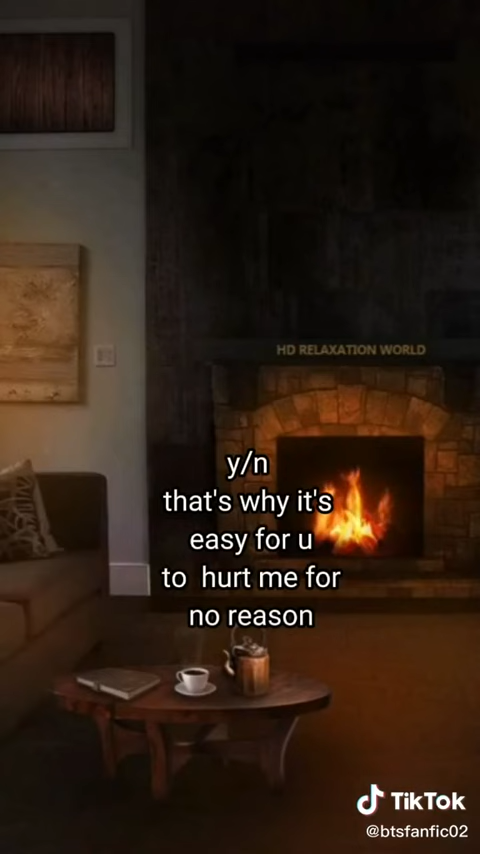 HD RELAXATION WORLD
y/n
that's why it's
easy for u
to hurt me for
no reason
TikTok
@btsfanfic02